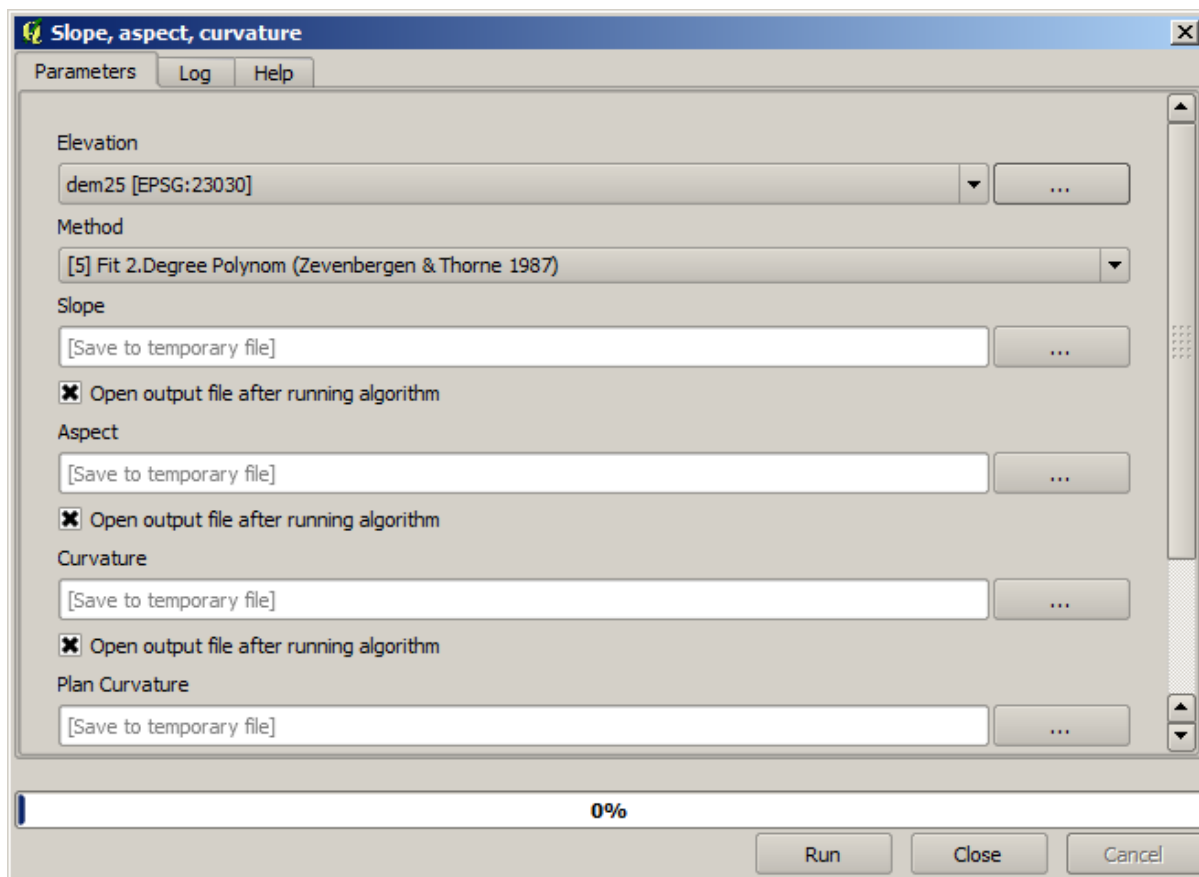 Slope, aspect, curvature
Parameters Log Help
Elevation
dem25 [EPSG:23030] ...
Method
[5] Fit 2.Degree Polynom (Zevenbergen & Thorne 1987)
Slope
[Save to temporary file] ...
Open output file after running algorithm
Aspect
[Save to temporary file] ...
Open output file after running algorithm
Curvature
[Save to temporary file] ...
Open output file after running algorithm
Plan Curvature
[Save to temporary file] ...
0%
Run Close Cancel